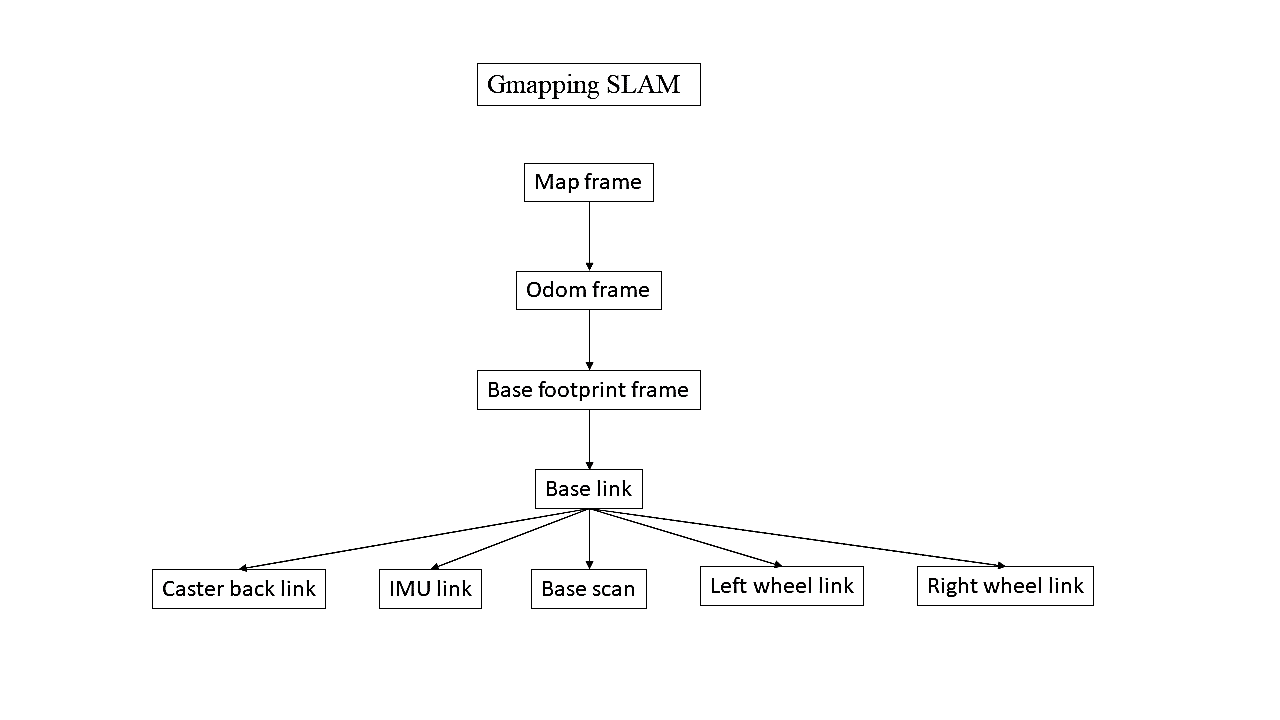 Gmapping SLAM
Map frame
Odom frame
Base footprint frame
Base link
Caster back link
IMU link
Base scan
Left wheel link
Right wheel link